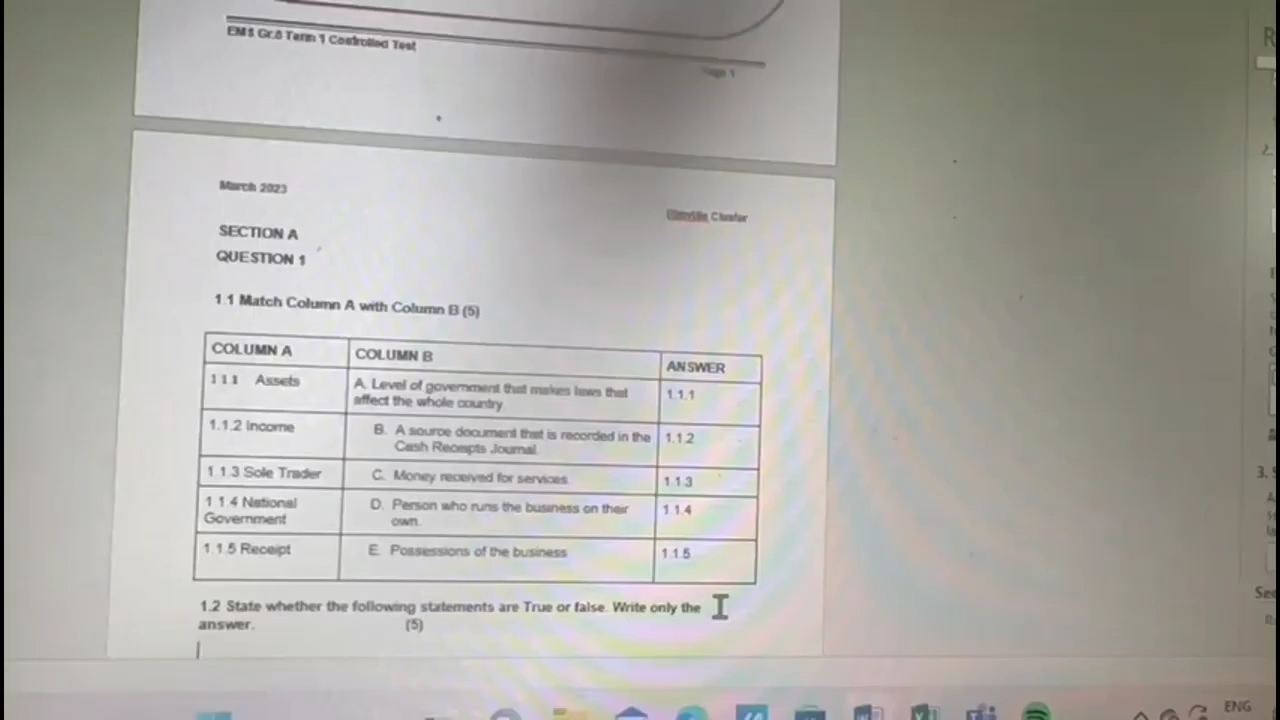 EMS Gr.8 Term 1 Controlled Test
Page 1
March 2023
Cluster
SECTION A
QUESTION 1
1.1 Match Column A with Column B (5)
COLUMN A COLUMN B ANSWER
1 1 1 Assets A. Level of government that makes laws that affect the whole country 1.1.1
1.1.2 Income B. A source document that is recorded in the Cash Receipts Journal. 1.1.2
1.1.3 Sole Trader C. Money received for services. 1.1.3
1.1.4 National Government D. Person who runs the business on their own. 1.1.4
1.1.5 Receipt E. Possessions of the business 1.1.5
1.2 State whether the following statements are True or false. Write only the
answer. (5)
3.
ENG